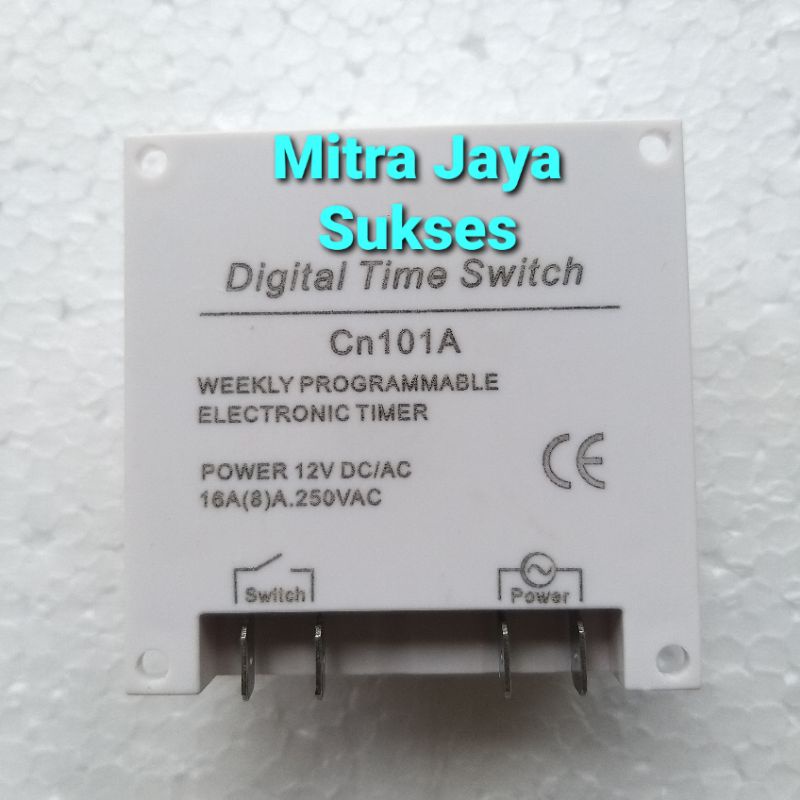 Mitra Jaya
Sukses
Digital Time Switch
Cn101A
WEEKLY PROGRAMMABLE
ELECTRONIC TIMER
POWER 12V DC/AC
16A(8)A.250VAC
CE
Switch
Power